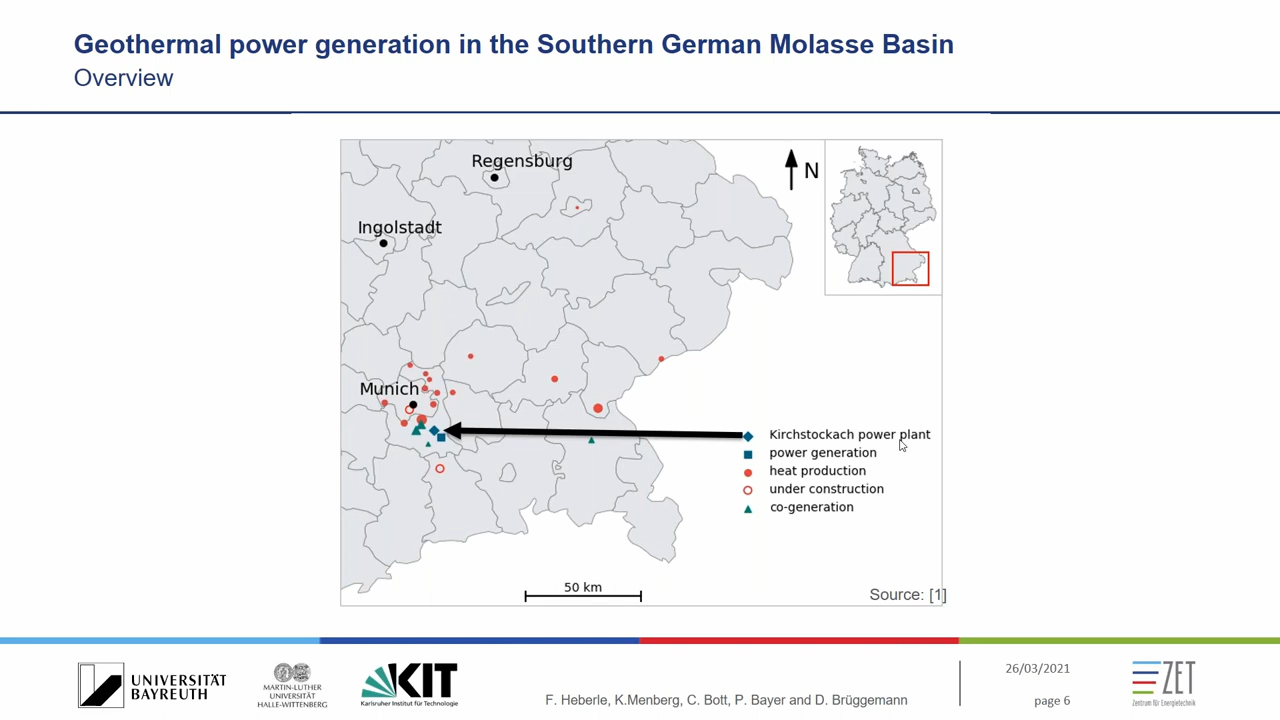 Geothermal power generation in the Southern German Molasse Basin
Overview
Regensburg
N
Ingolstadt
Munich
Kirchstockach power plant
power generation
heat production
under construction
co-generation
50 km
Source: [1]
UNIVERSITÄT
BAYREUTH
MARTIN-LUTHER
UNIVERSITÄT
HALLE-WITTENBERG
KIT
Karlsruher Institut für Technologie
F. Heberle, K.Menberg, C. Bott, P. Bayer and D. Brüggemann
26/03/2021
page 6
ZET
Zentrum für Energietechnik